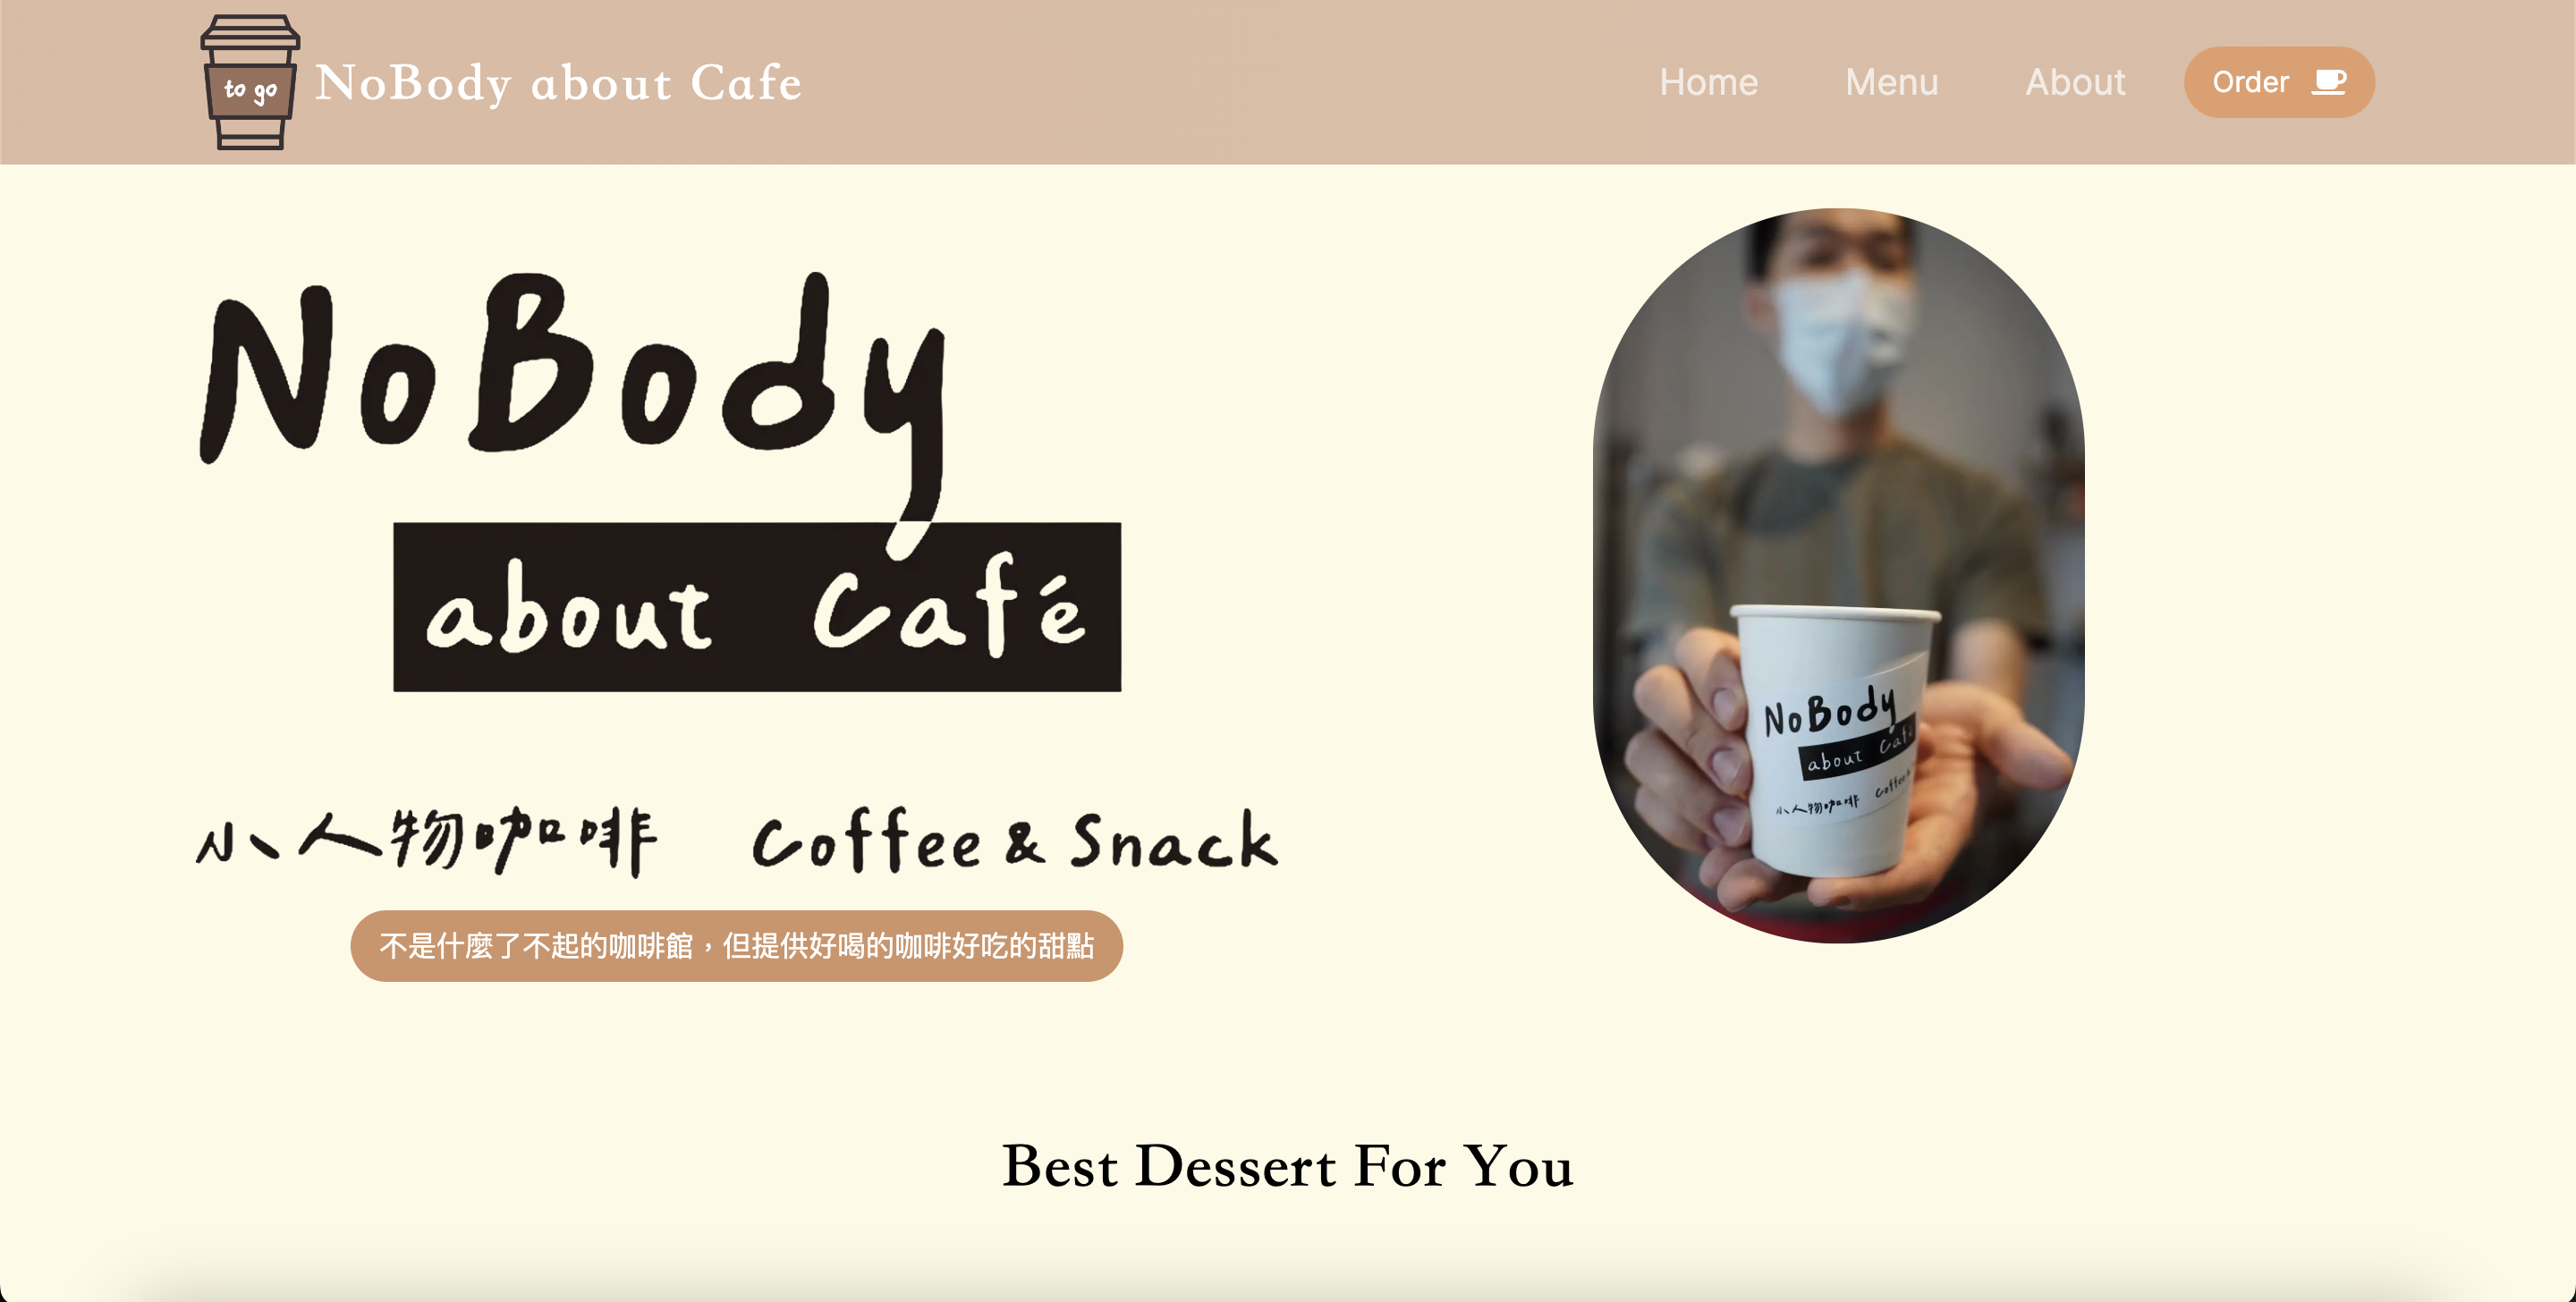 to go
NoBody about Cafe
Home
Menu
About
Order
NoBody
about Café
小人物咖啡 Coffee & Snack
不是什麼了不起的咖啡館，但提供好喝的咖啡好吃的甜點
NoBody
about Café
小人物咖啡
Best Dessert For You